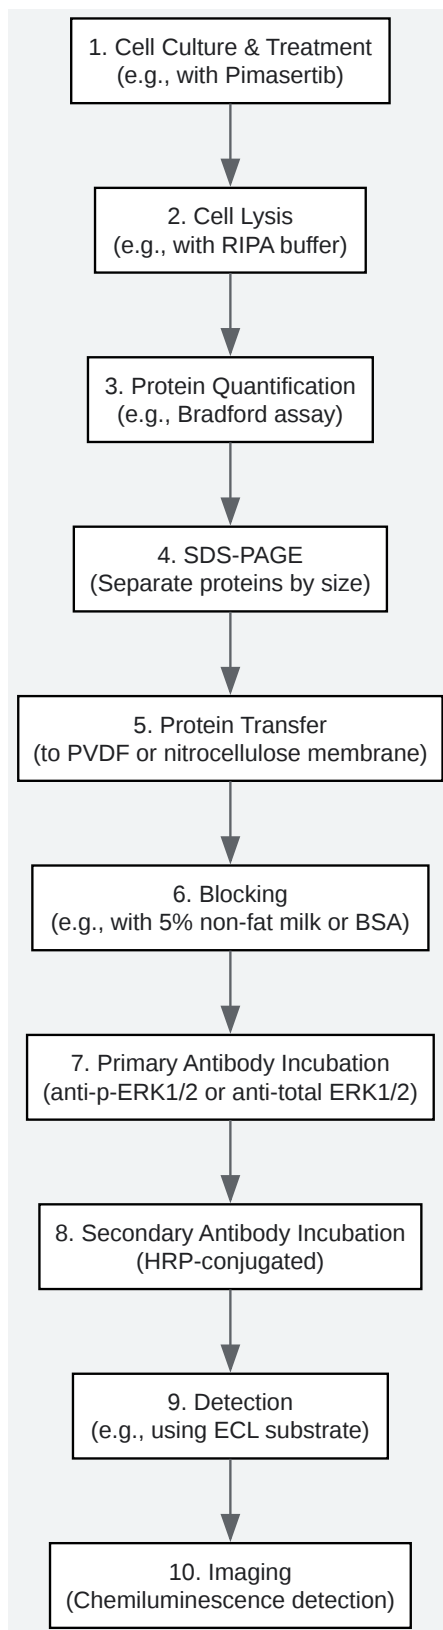 1. Cell Culture & Treatment
(e.g., with Pimasertib)
2. Cell Lysis
(e.g., with RIPA buffer)
3. Protein Quantification
(e.g., Bradford assay)
4. SDS-PAGE
(Separate proteins by size)
5. Protein Transfer
(to PVDF or nitrocellulose membrane)
6. Blocking
(e.g., with 5% non-fat milk or BSA)
7. Primary Antibody Incubation
(anti-p-ERK1/2 or anti-total ERK1/2)
8. Secondary Antibody Incubation
(HRP-conjugated)
9. Detection
(e.g., using ECL substrate)
10. Imaging
(Chemiluminescence detection)